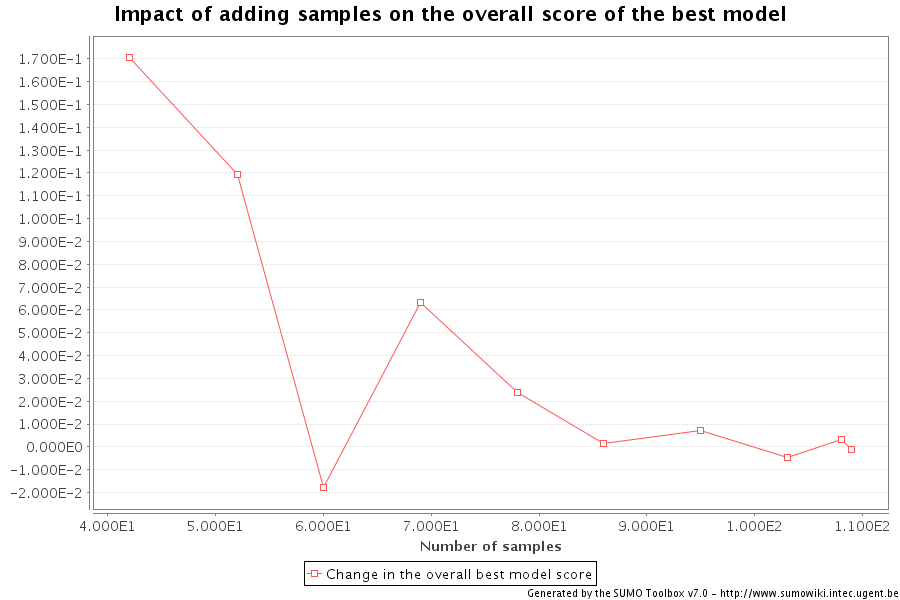 Impact of adding samples on the overall score of the best model
1.700E-1
1.600E-1
1.500E-1
1.400E-1
1.300E-1
1.200E-1
1.100E-1
1.000E-1
9.000E-2
8.000E-2
7.000E-2
6.000E-2
5.000E-2
4.000E-2
3.000E-2
2.000E-2
1.000E-2
0.000E0
-1.000E-2
-2.000E-2
4.000E1 5.000E1 6.000E1 7.000E1 8.000E1 9.000E1 1.000E2 1.100E2
Number of samples
Change in the overall best model score
Generated by the SUMO Toolbox v7.0 - http://www.sumowiki.intec.ugent.be